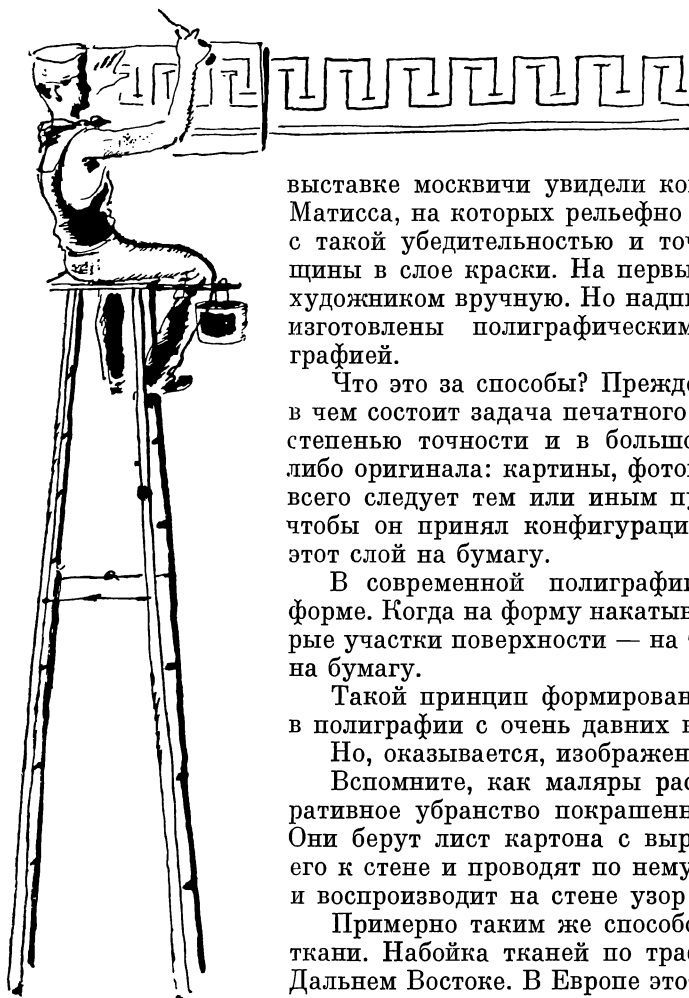 выставке москвичи увидели ко
Матисса, на которых рельефно
с такой убедительностью и то
щины в слое краски. На первы
художником вручную. Но надп
изготовлены полиграфическим
графией.
Что это за способы? Прежд
в чем состоит задача печатного
степенью точности и в больш
либо оригинала: картины, фото
всего следует тем или иным п
чтобы он принял конфигураци
этот слой на бумагу.
В современной полиграфи
форме. Когда на форму накатыв
рые участки поверхности — на
на бумагу.
Такой принцип формирован
в полиграфии с очень давних
Но, оказывается, изображен
Вспомните, как маляры рас
ративное убранство покрашенн
Они берут лист картона с выр
его к стене и проводят по нему
и воспроизводит на стене узор
Примерно таким же способ
ткани. Набойка тканей по тра
Дальнем Востоке. В Европе это